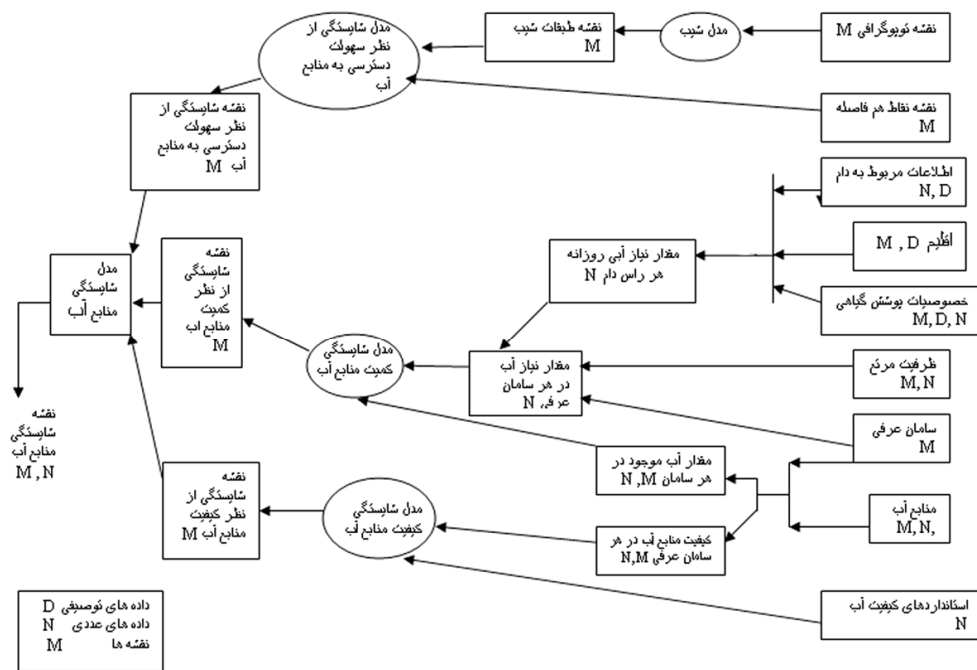 نقشه توپوگرافی M
مدل شیب
نقشه طبقات شیب
M
مدل شایستگی از
نظر سهولت
دسترسی به منابع
آب
نقشه نقاط هم فاصله
M
نقشه شایستگی از
نظر سهولت
دسترسی به منابع
آب M
اطلاعات مربوط به دام
N, D
اقلیم M , D
خصوصیات پوشش گیاهی
M, D, N
مقدار نیاز آبی روزانه
هر راس دام N
ظرفیت مرتع
M, N
سامان عرفی
M
مقدار نیاز آب
در هر سامان
عرفی N
مدل شایستگی
کمیت منابع آب
نقشه
شایستگی
از نظر
کمیت
منابع اب
M
مدل
شایستگی
منابع آب
نقشه
شایستگی
منابع آب
M , N
منابع آب
M, N,
مقدار آب موجود در
هر سامان N,M
کیفیت منابع آب در هر
سامان عرفی N,M
مدل شایستگی
کیفیت منابع آب
نقشه
شایستگی از
نظر کیفیت
منابع آب M
استانداردهای کیفیت آب
N
داده های توصیفی D
داده های عددی N
نقشه ها M